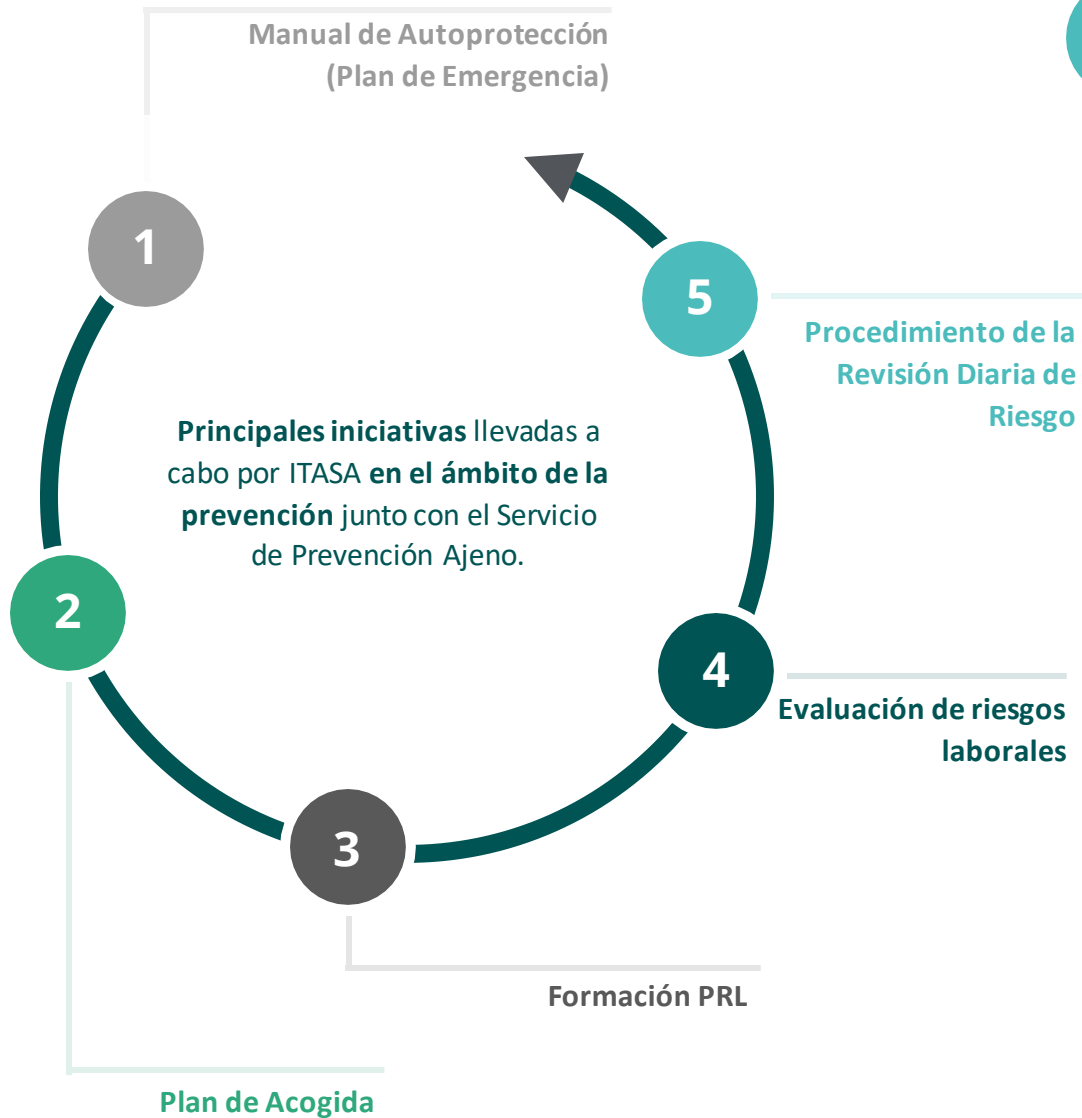 Manual de Autoprotección
(Plan de Emergencia)
1
5
Procedimiento de la
Revisión Diaria de
Riesgo
Principales iniciativas llevadas a
cabo por ITASA en el ámbito de la
prevención junto con el Servicio
de Prevención Ajeno.
2
4
Evaluación de riesgos
laborales
3
Formación PRL
Plan de Acogida